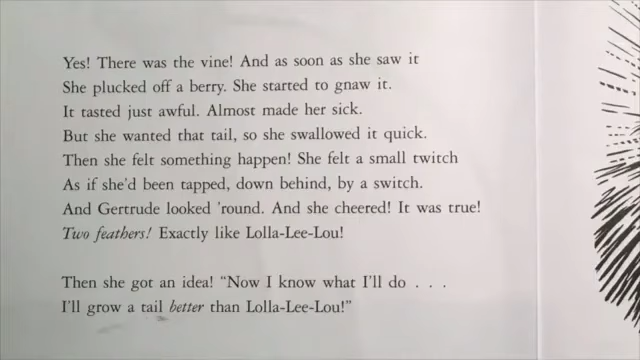 Yes! There was the vine! And as soon as she saw it
She plucked off a berry. She started to gnaw it.
It tasted just awful. Almost made her sick.
But she wanted that tail, so she swallowed it quick.
Then she felt something happen! She felt a small twitch
As if she'd been tapped, down behind, by a switch.
And Gertrude looked 'round. And she cheered! It was true!
Two feathers! Exactly like Lolla-Lee-Lou!
Then she got an idea! “Now I know what I'll do . . .
I'll grow a tail better than Lolla-Lee-Lou!”